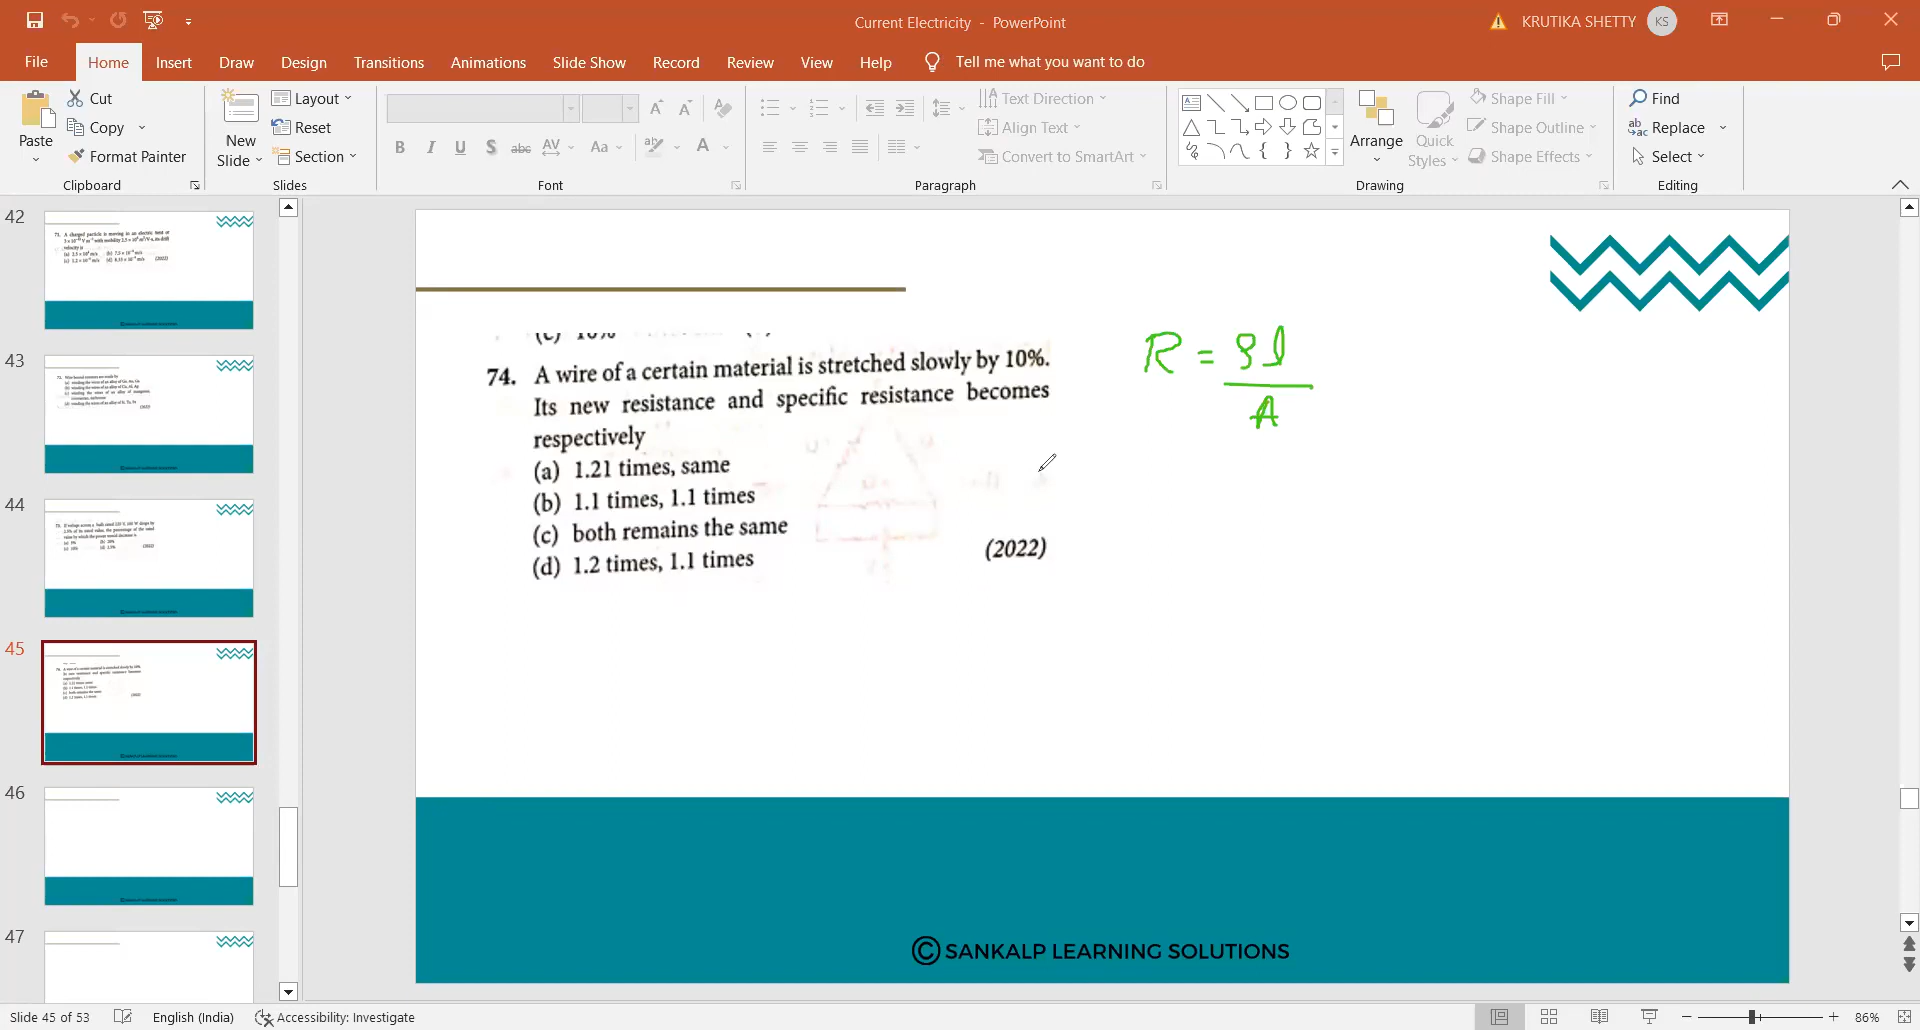 Current Electricity - PowerPoint
KRUTIKA SHETTY KS
File Home Insert Draw Design Transitions Animations Slide Show Record Review View Help Tell me what you want to do
Paste Cut Copy Format Painter
Clipboard
New Slide Layout Reset Section
Slides
B I U S abc AV Aa A
Font
Text Direction
Align Text
Convert to SmartArt
Paragraph
Arrange Quick Styles
Shape Fill
Shape Outline
Shape Effects
Drawing
Find
Replace
Select
Editing
42
43
44
45
46
47
74. A wire of a certain material is stretched slowly by 10%.
Its new resistance and specific resistance becomes
respectively
(a) 1.21 times, same
(b) 1.1 times, 1.1 times
(c) both remains the same
(d) 1.2 times, 1.1 times (2022)
R = ρl
A
© SANKALP LEARNING SOLUTIONS
Slide 45 of 53 English (India) Accessibility: Investigate 86%